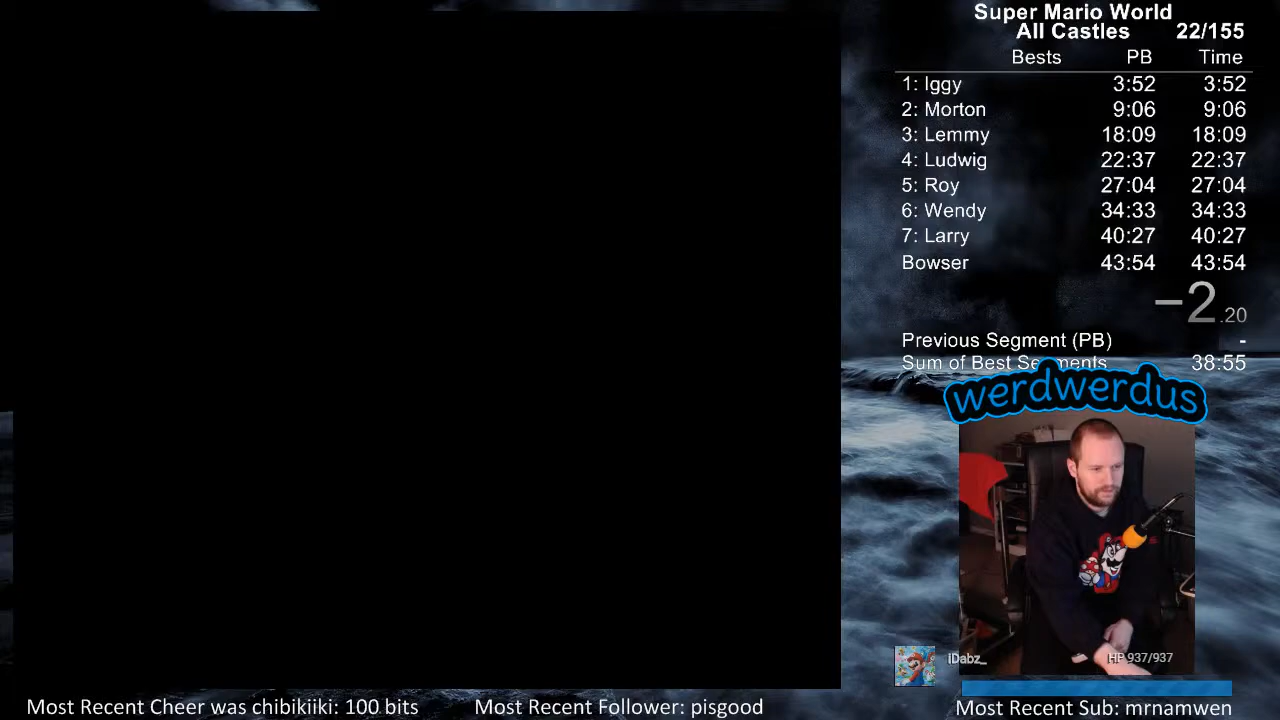 Super Mario World
All Castles 22/155
Bests PB Time
1: Iggy 3:52 3:52
2: Morton 9:06 9:06
3: Lemmy 18:09 18:09
4: Ludwig 22:37 22:37
5: Roy 27:04 27:04
6: Wendy 34:33 34:33
7: Larry 40:27 40:27
Bowser 43:54 43:54
−2.20
Previous Segment (PB) -
Sum of Best Segments 38:55
werdwerdus
iDabz_ HP 937/937
Most Recent Cheer was chibikiiki: 100 bits Most Recent Follower: pisgood Most Recent Sub: mrnamwen